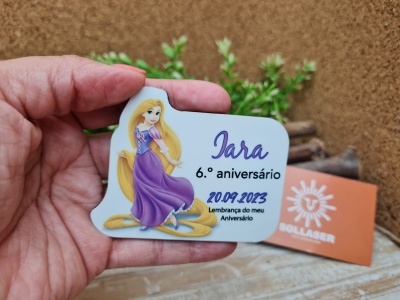 Iara
6.º aniversário
20.09.2023
Lembrança do meu
Aniversário
SOLLASER